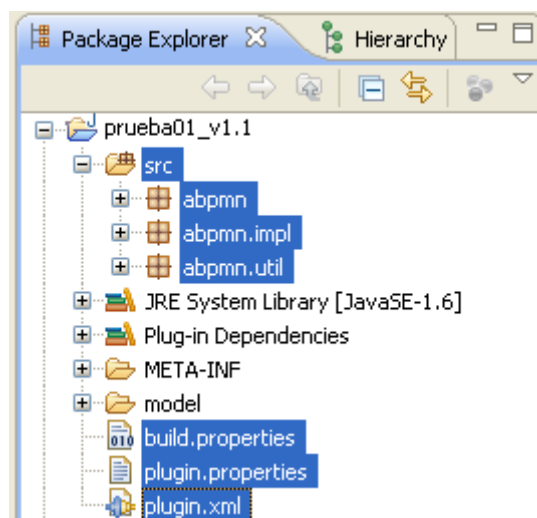 Package Explorer Hierarchy
prueba01_v1.1
src
abpmn
abpmn.impl
abpmn.util
JRE System Library [JavaSE-1.6]
Plug-in Dependencies
META-INF
model
010 build.properties
plugin.properties
plugin.xml